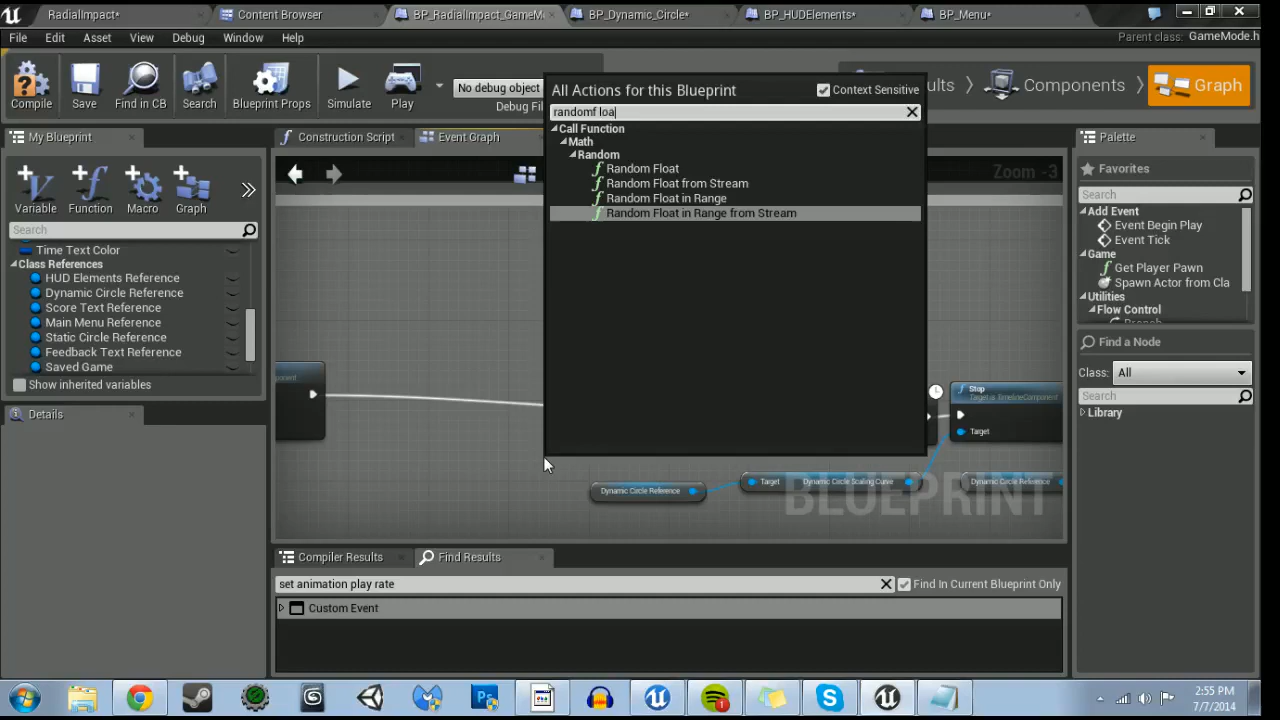 RadialImpact*
Content Browser
BP_RadialImpact_GameM
BP_Dynamic_Circle*
BP_HUDElements*
BP_Menu*
File Edit Asset View Debug Window Help
Parent class: GameMode.h
Compile
Save
Find in CB
Search
Blueprint Props
Simulate
Play
No debug object
Debug Fi
ults
Components
Graph
All Actions for this Blueprint
Context Sensitive
randomf loa
Call Function
Math
Random
Random Float
Random Float from Stream
Random Float in Range
Random Float in Range from Stream
My Blueprint
Variable
Function
Macro
Graph
Search
Time Text Color
Class References
HUD Elements Reference
Dynamic Circle Reference
Score Text Reference
Main Menu Reference
Static Circle Reference
Feedback Text Reference
Saved Game
Show inherited variables
Details
Construction Script
Event Graph
Zoom -3
ponent
Stop
Target is TimelineComponent
Target
Dynamic Circle Reference
Target Dynamic Circle Scaling Curve
Dynamic Circle Reference
BLUEPRINT
Palette
Favorites
Search
Add Event
Event Begin Play
Event Tick
Game
Get Player Pawn
Spawn Actor from Cla
Utilities
Flow Control
Branch
Find a Node
Class: All
Search
Library
Compiler Results
Find Results
set animation play rate
Find In Current Blueprint Only
Custom Event
2:55 PM
7/7/2014